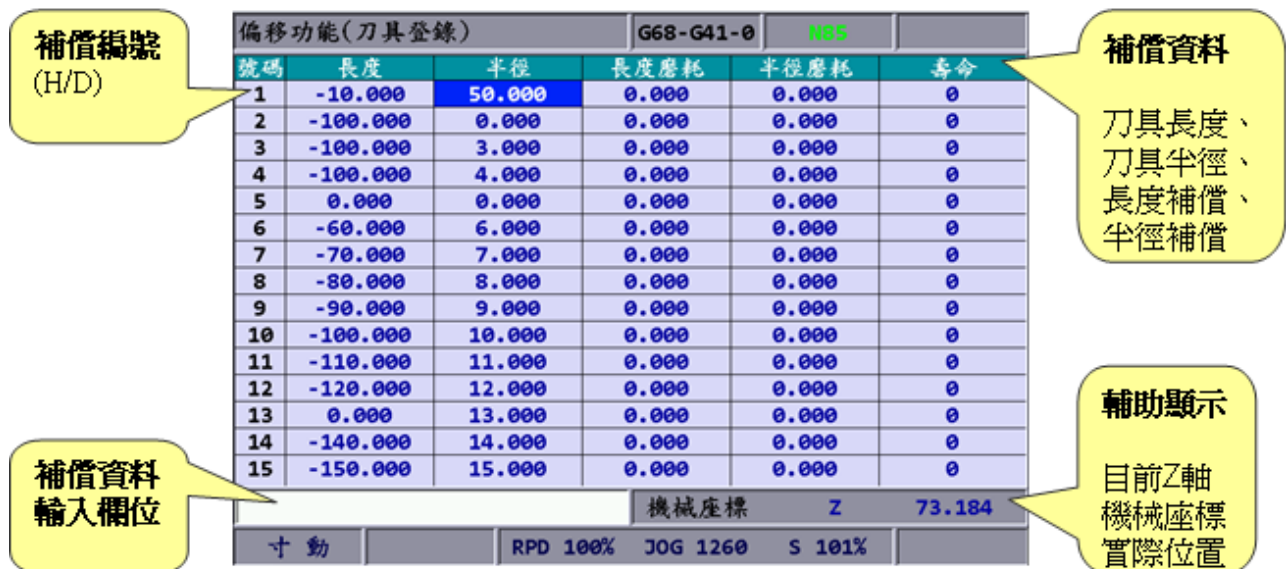 補償編號
(H/D)
偏移功能(刀具登錄) G68-G41-0 N85
號碼 長度 半徑 長度磨耗 半徑磨耗 壽命
1 -10.000 50.000 0.000 0.000 0
2 -100.000 0.000 0.000 0.000 0
3 -100.000 3.000 0.000 0.000 0
4 -100.000 4.000 0.000 0.000 0
5 0.000 0.000 0.000 0.000 0
6 -60.000 6.000 0.000 0.000 0
7 -70.000 7.000 0.000 0.000 0
8 -80.000 8.000 0.000 0.000 0
9 -90.000 9.000 0.000 0.000 0
10 -100.000 10.000 0.000 0.000 0
11 -110.000 11.000 0.000 0.000 0
12 -120.000 12.000 0.000 0.000 0
13 0.000 13.000 0.000 0.000 0
14 -140.000 14.000 0.000 0.000 0
15 -150.000 15.000 0.000 0.000 0
機械座標 Z 73.184
寸動 RPD 100% JOG 1260 S 101%
補償資料
刀具長度、
刀具半徑、
長度補償、
半徑補償
補償資料
輸入欄位
輔助顯示
目前Z軸
機械座標
實際位置